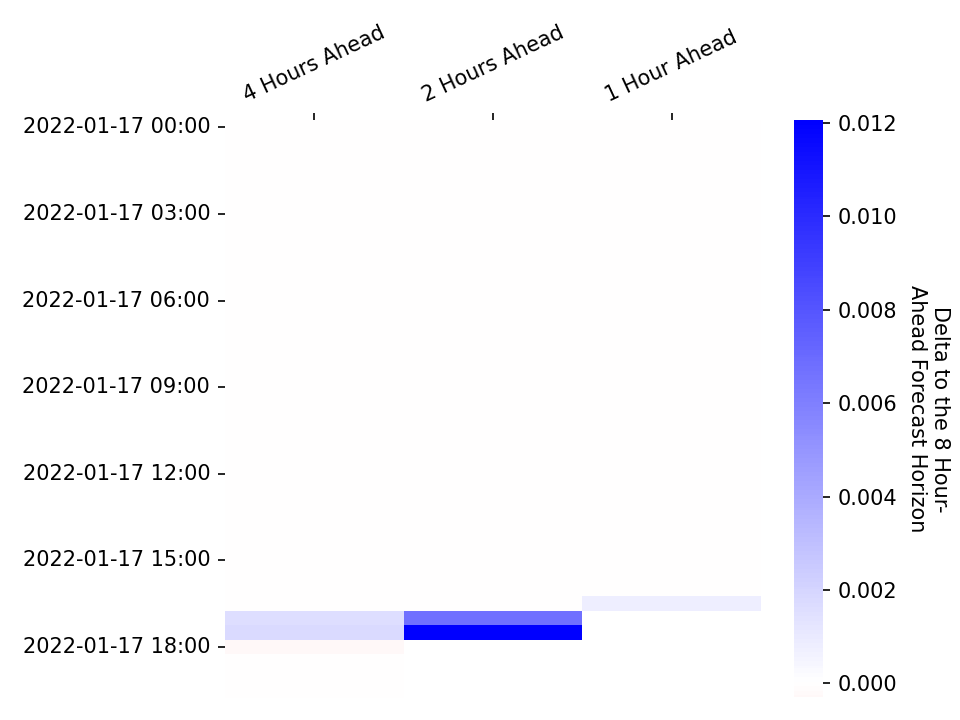 4 Hours Ahead
2 Hours Ahead
1 Hour Ahead
2022-01-17 00:00
2022-01-17 03:00
2022-01-17 06:00
2022-01-17 09:00
2022-01-17 12:00
2022-01-17 15:00
2022-01-17 18:00
0.012
0.010
0.008
0.006
0.004
0.002
0.000
Delta to the 8 Hour-
Ahead Forecast Horizon